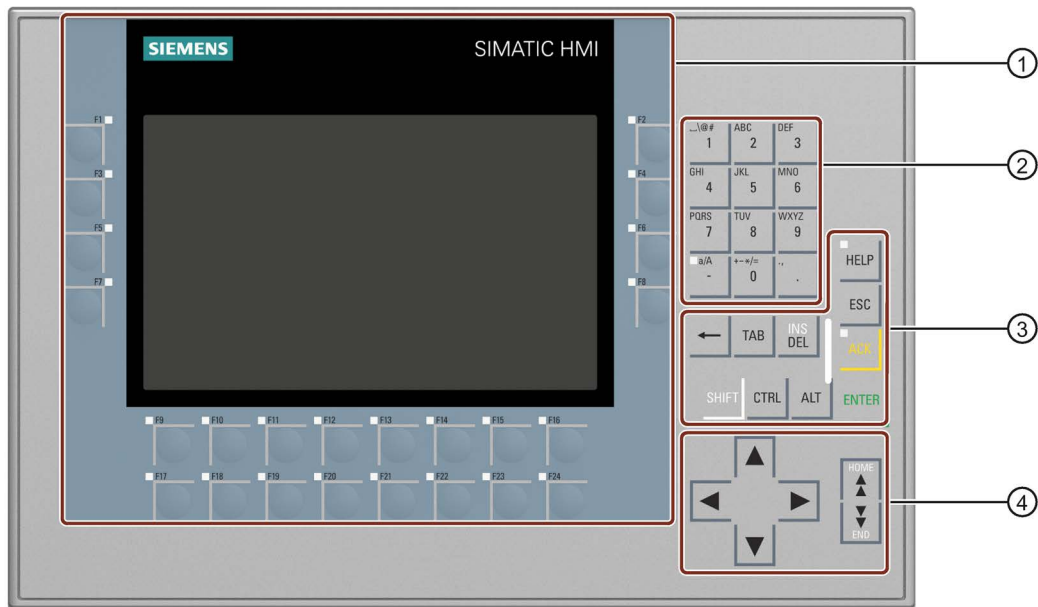 SIEMENS
SIMATIC HMI
①
F1
F2
F3
F4
F5
F6
F7
F8
\@# ABC DEF
1 2 3
②
GHI JKL MNO
4 5 6
PQRS TUV WXYZ
7 8 9
a/A +-*/= .,
- 0 .
HELP
ESC
← TAB INS
DEL
ACK
③
SHIFT CTRL ALT ENTER
F9 F10 F11 F12 F13 F14 F15 F16
F17 F18 F19 F20 F21 F22 F23 F24
HOME
END
④